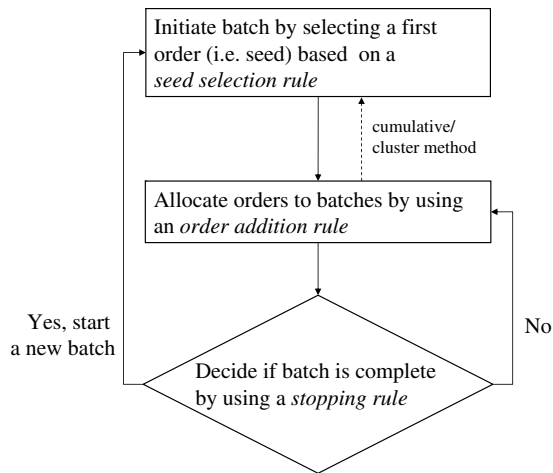 Initiate batch by selecting a first
order (i.e. seed) based on a
seed selection rule
cumulative/
cluster method
Allocate orders to batches by using
an order addition rule
Yes, start
a new batch
No
Decide if batch is complete
by using a stopping rule